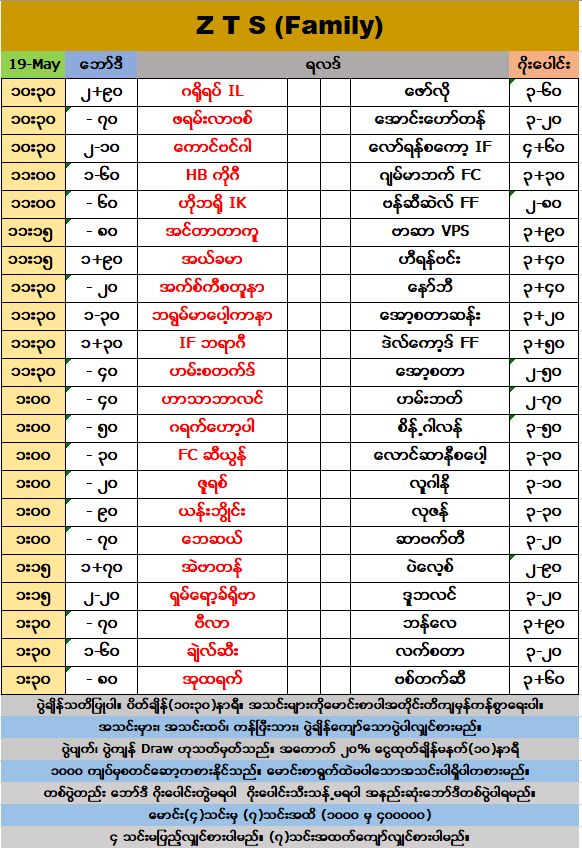 Z T S (Family)
19-May ဘော်ဒီ ရလဒ် ဂိုးပေါင်း
၁၀း၃၀ ၂+၉၀ ဂရိုရပ် IL ဖော်လို ၃-၆၀
၁၀း၃၀ - ၇၀ ဇရမ်းလာဗစ် အောင်းဟော်တန် ၃-၂၀
၁၀း၃၀ ၂-၁၀ ကောင်ဗင်ဂါ လော်ရန်စကော့ IF ၄+၆၀
၁၁း၀၀ ၁-၆၀ HB ကိုဂီ ဂျမ်မာဘက် FC ၃+၃၀
၁၁း၀၀ - ၆၀ ဟိုဘရို IK ဗန်ဆီဆဲလ် FF ၂-၈၀
၁၁း၁၅ - ၈၀ အင်တာတာကူ ဗာဆာ VPS ၃+၉၀
၁၁း၁၅ ၁+၉၀ အယ်ခမာ ဟီရန်ဗင်း ၃+၄၀
၁၁း၃၀ - ၂၀ အက်စ်ကီစတူနာ နော်ဘီ ၃+၄၀
၁၁း၃၀ ၁-၃၀ ဘရွမ်မာပေါ့ကာနာ အော့စတာဆန်း ၃+၂၀
၁၁း၃၀ ၁+၃၀ IF ဘရာဂီ ဒဲလ်ကော့ဒ် FF ၃+၅၀
၁၁း၃၀ - ၄၀ ဟမ်းစတက်ဒ် အော့စတာ ၂-၅၀
၁း၀၀ - ၄၀ ဟာသာဘာလင် ဟမ်းဘတ် ၂-၇၀
၁း၀၀ - ၅၀ ဂရက်ဟော့ပါ စိန့်ဂါလန် ၃-၅၀
၁း၀၀ - ၃၀ FC ဆီယွန် လောင်ဆာနီစပေါ့ ၃-၃၀
၁း၀၀ - ၂၀ ဇူရစ် လူဂါနို ၃-၁၀
၁း၀၀ - ၉၀ ယန်းဘွိုင်း လုဇန် ၃-၃၀
၁း၀၀ - ၇၀ ဘေဆယ် ဆာဗက်တီ ၃-၂၀
၁း၁၅ ၁+၇၀ အဲဗာတန် ပဲလေ့စ် ၂-၉၀
၁း၁၅ ၂-၂၀ ရှမ်ရော့ခ်ရိုဗာ ဒူဘလင် ၃-၂၀
၁း၃၀ - ၇၀ ဗီလာ ဘန်လေ ၃+၉၀
၁း၃၀ ၁-၆၀ ချဲလ်ဆီး လက်စတာ ၃-၂၀
၁း၃၀ - ၈၀ အုထရက် ဗစ်တက်ဆီ ၃+၆၀
ပွဲချိန်သတိပြုပါ။ ပိတ်ချိန်(၁၀း၃၀)နာရီ။ အသင်းများကိုမောင်းစာပါအတိုင်းတိကျမှန်ကန်စွာရေးပါ။
အသင်းမှား၊ အသင်းထပ်၊ ကန်ပြီးသား၊ ပွဲချိန်ကျော်သောပွဲပါလျှင်စားမည်။
ပွဲပျက်၊ ပွဲကျန် Draw ဟုသတ်မှတ်သည်။ အကောက် ၂၀% ငွေထုတ်ချိန်မနက်(၁၀)နာရီ
၁၀၀၀ ကျပ်မှစတင်ဆော့ကစားနိုင်သည်။ မောင်းစာရွက်ထဲမပါသောအသင်းပါရှိပါကစားမည်။
တစ်ပွဲတည်း ဘော်ဒီ ဂိုးပေါင်းတွဲမရပါ ဂိုးပေါင်းသီးသန့်မရပါ အနည်းဆုံးဘော်ဒီတစ်ပွဲပါရမည်။
မောင်း(၄)သင်းမှ (၇)သင်းအထိ (၁၀၀၀ မှ ၄၀၀၀၀၀)
၄ သင်းမပြည့်လျှင်စားပါမည်။ (၇)သင်းအထက်ကျော်လျှင်စားပါမည်။